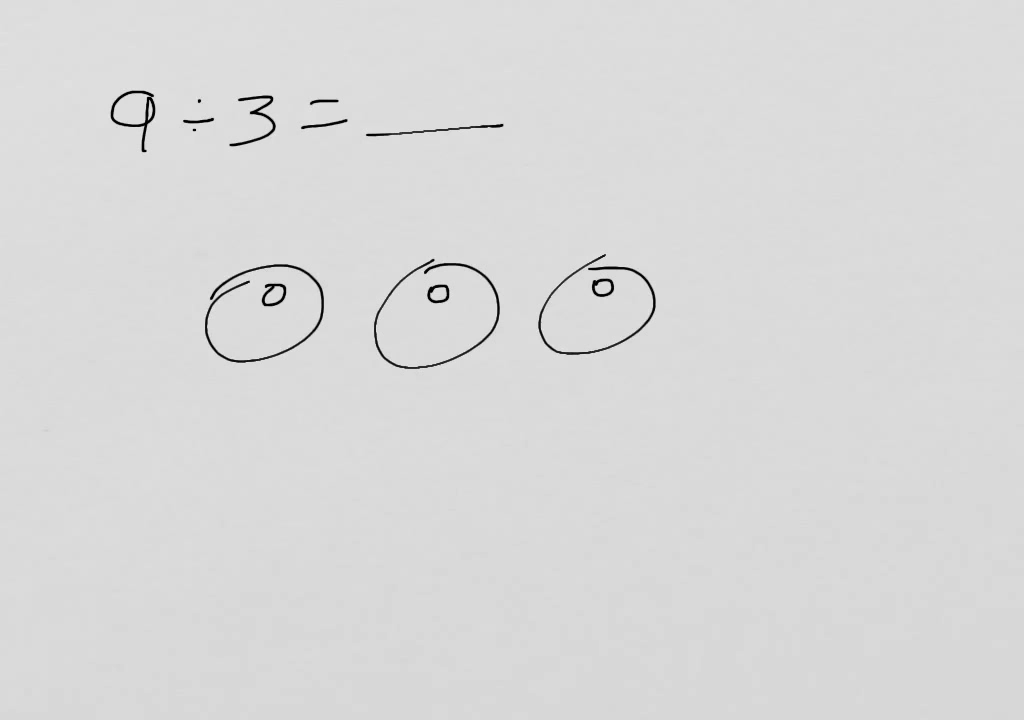 9 ÷ 3 = ____